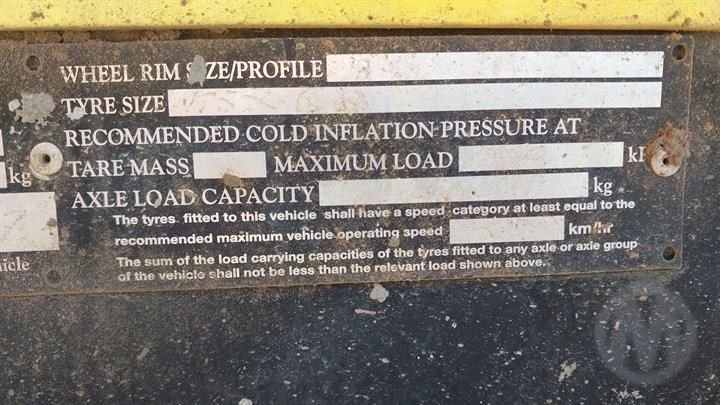 WHEEL RIM SIZE/PROFILE
TYRE SIZE
RECOMMENDED COLD INFLATION PRESSURE AT
kg
TARE MASS MAXIMUM LOAD
AXLE LOAD CAPACITY kg
The tyres fitted to this vehicle shall have a speed category at least equal to the
recommended maximum vehicle operating speed km/hr
The sum of the load carrying capacities of the tyres fitted to any axle or axle group
of the vehicle shall not be less than the relevant load shown above.